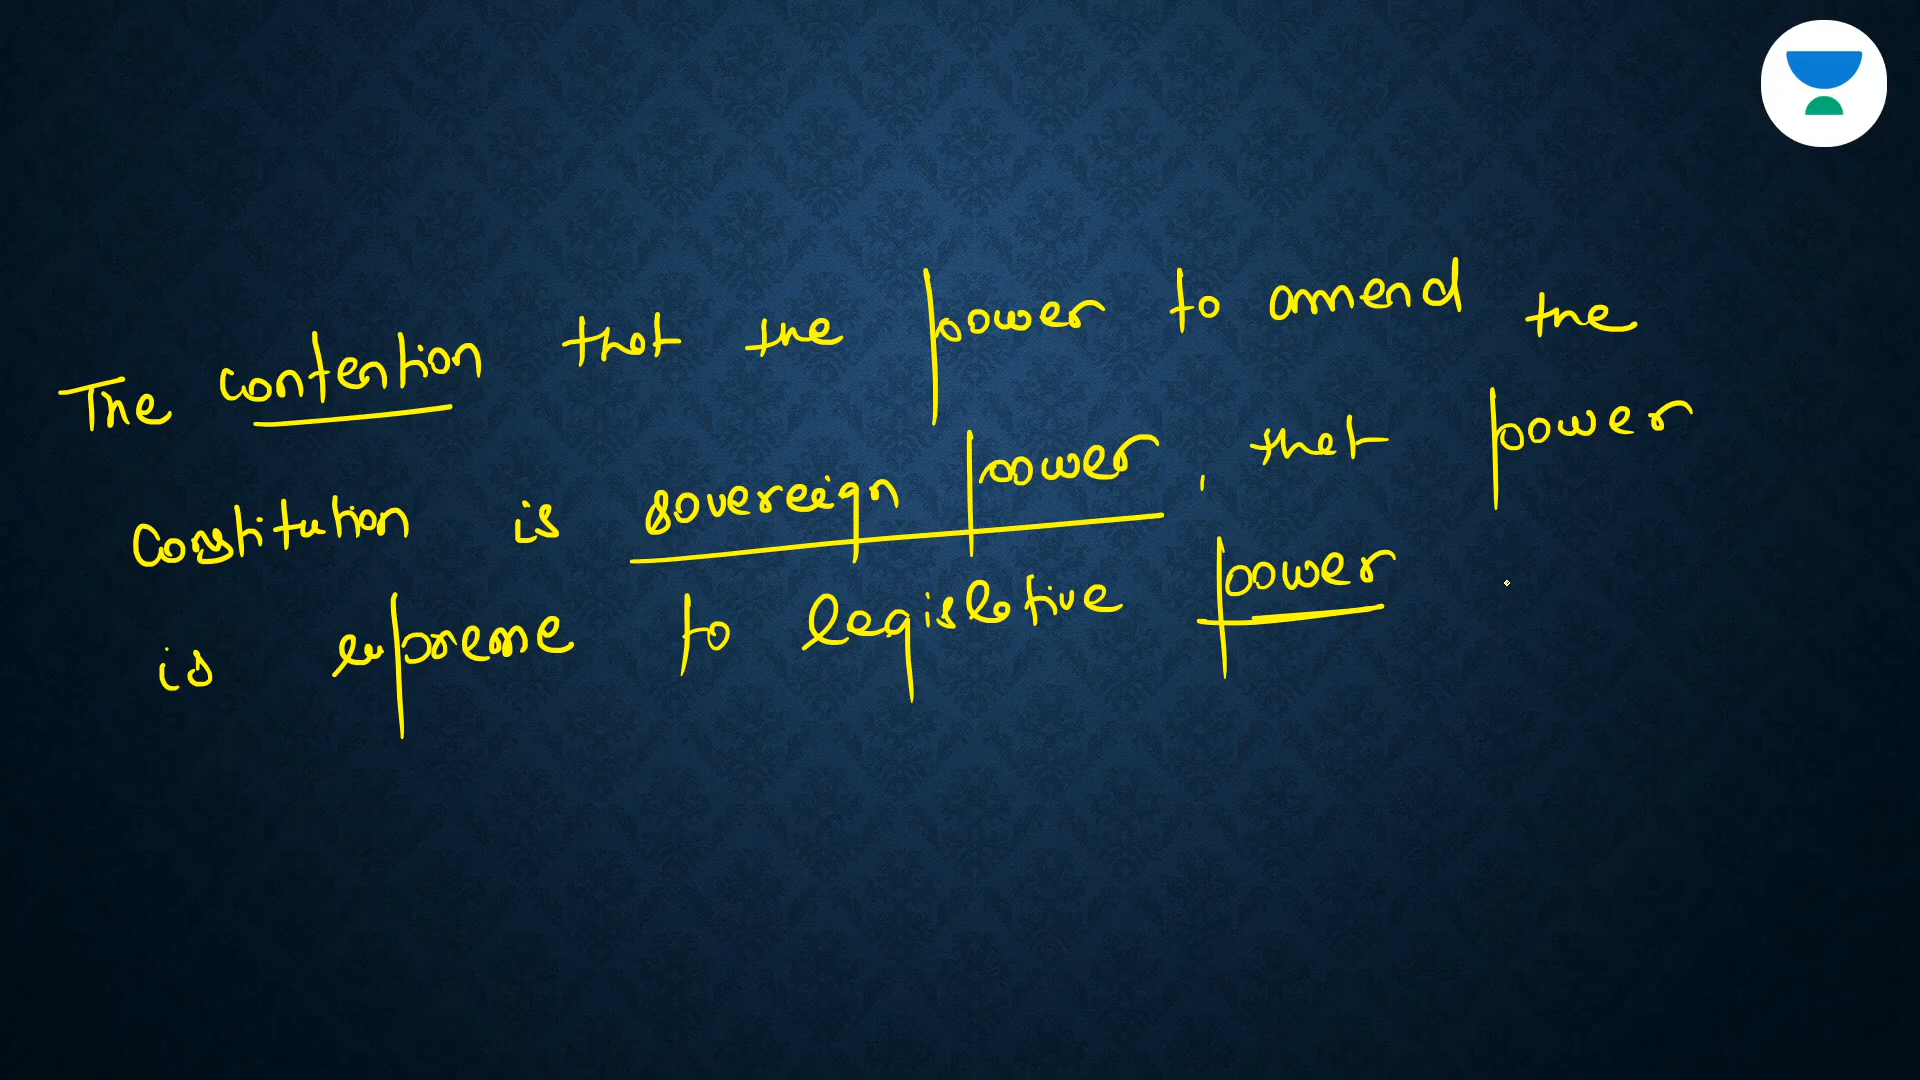 The contention that the power to amend the
Constitution is sovereign power, that power
is supreme to legislative power